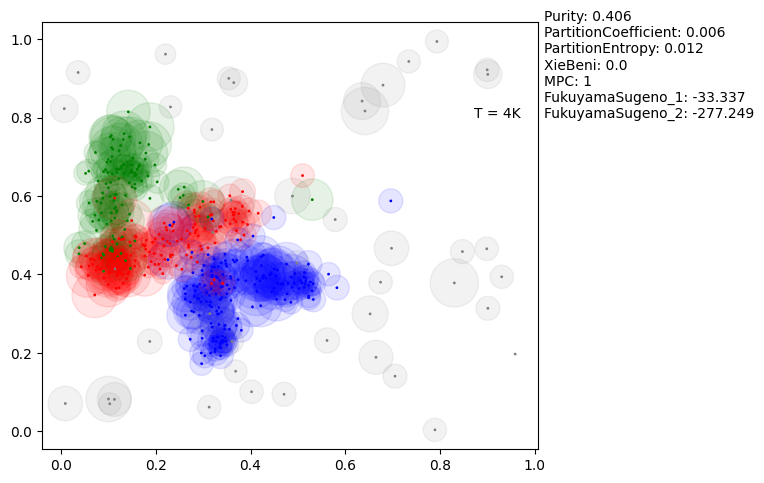 Purity: 0.406
PartitionCoefficient: 0.006
PartitionEntropy: 0.012
XieBeni: 0.0
MPC: 1
FukuyamaSugeno_1: -33.337
FukuyamaSugeno_2: -277.249
T = 4K
1.0
0.8
0.6
0.4
0.2
0.0
0.0 0.2 0.4 0.6 0.8 1.0